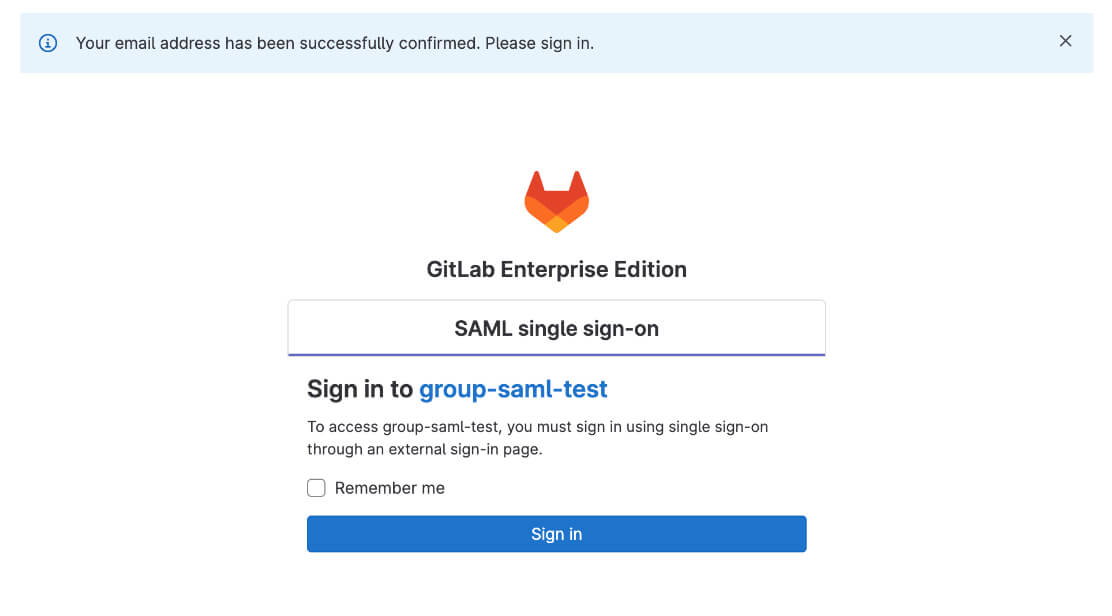 Your email address has been successfully confirmed. Please sign in.
GitLab Enterprise Edition
SAML single sign-on
Sign in to group-saml-test
To access group-saml-test, you must sign in using single sign-on
through an external sign-in page.
Remember me
Sign in